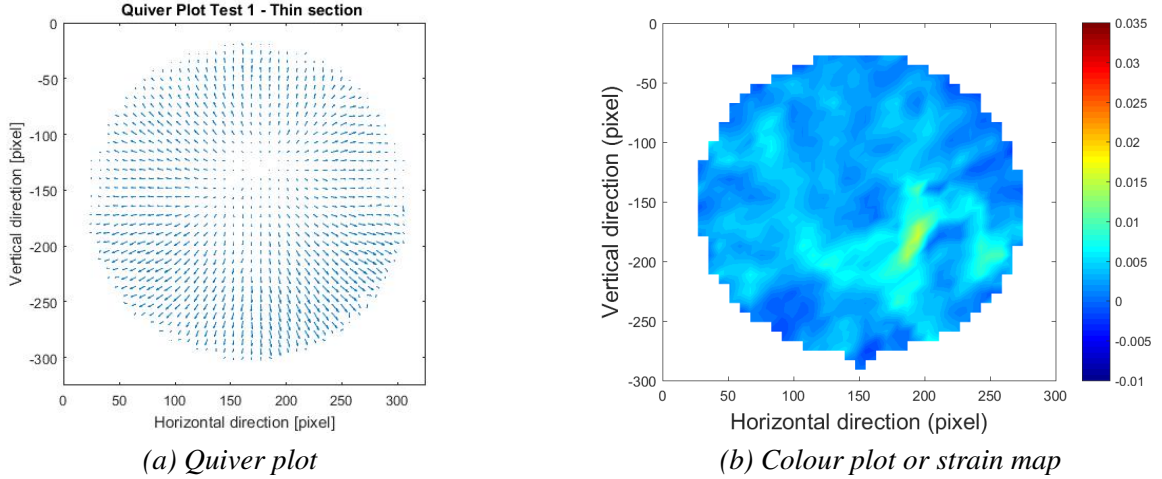 Quiver Plot Test 1 - Thin section
0
-50
-100
-150
-200
-250
-300
Vertical direction [pixel]
0 50 100 150 200 250 300
Horizontal direction [pixel]
(a) Quiver plot
0
-50
-100
-150
-200
-250
-300
Vertical direction (pixel)
0 50 100 150 200 250 300
Horizontal direction (pixel)
0.035
0.03
0.025
0.02
0.015
0.01
0.005
0
-0.005
-0.01
(b) Colour plot or strain map